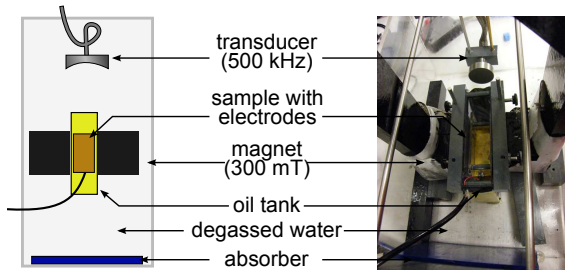 transducer
(500 kHz)
sample with
electrodes
magnet
(300 mT)
oil tank
degassed water
absorber